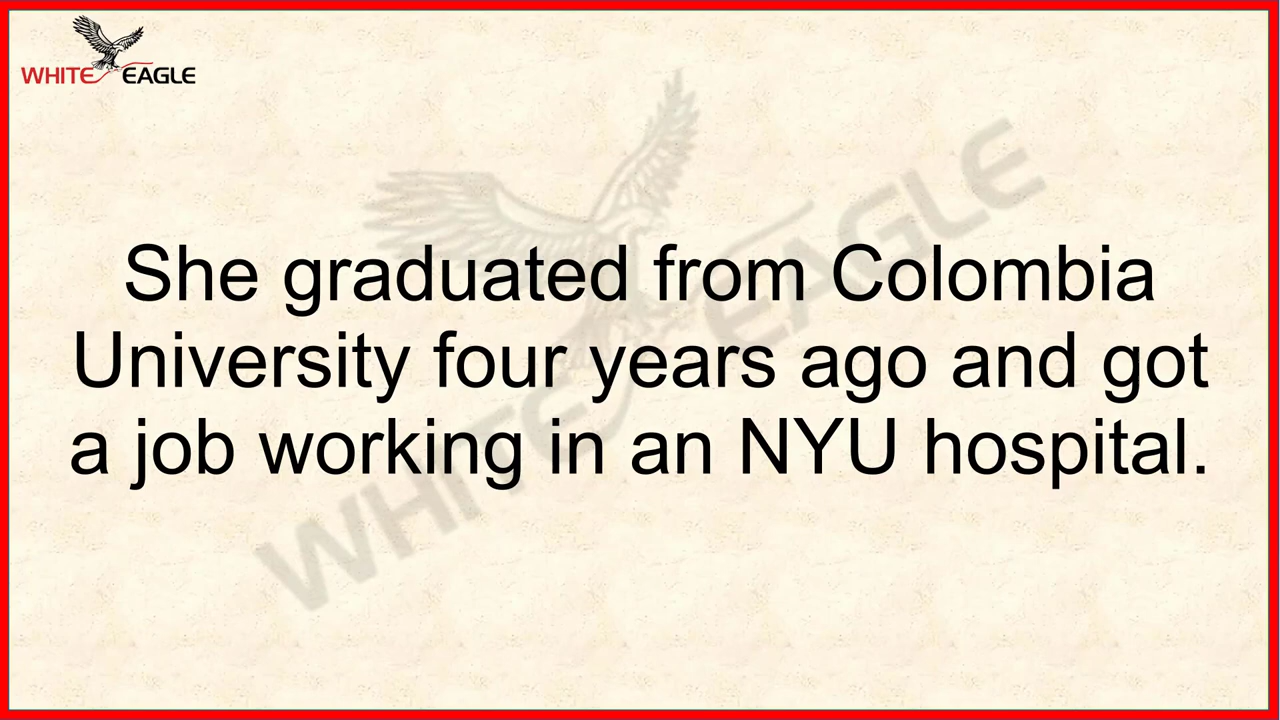 WHITE EAGLE
She graduated from Colombia
University four years ago and got
a job working in an NYU hospital.
WHITE EAGLE